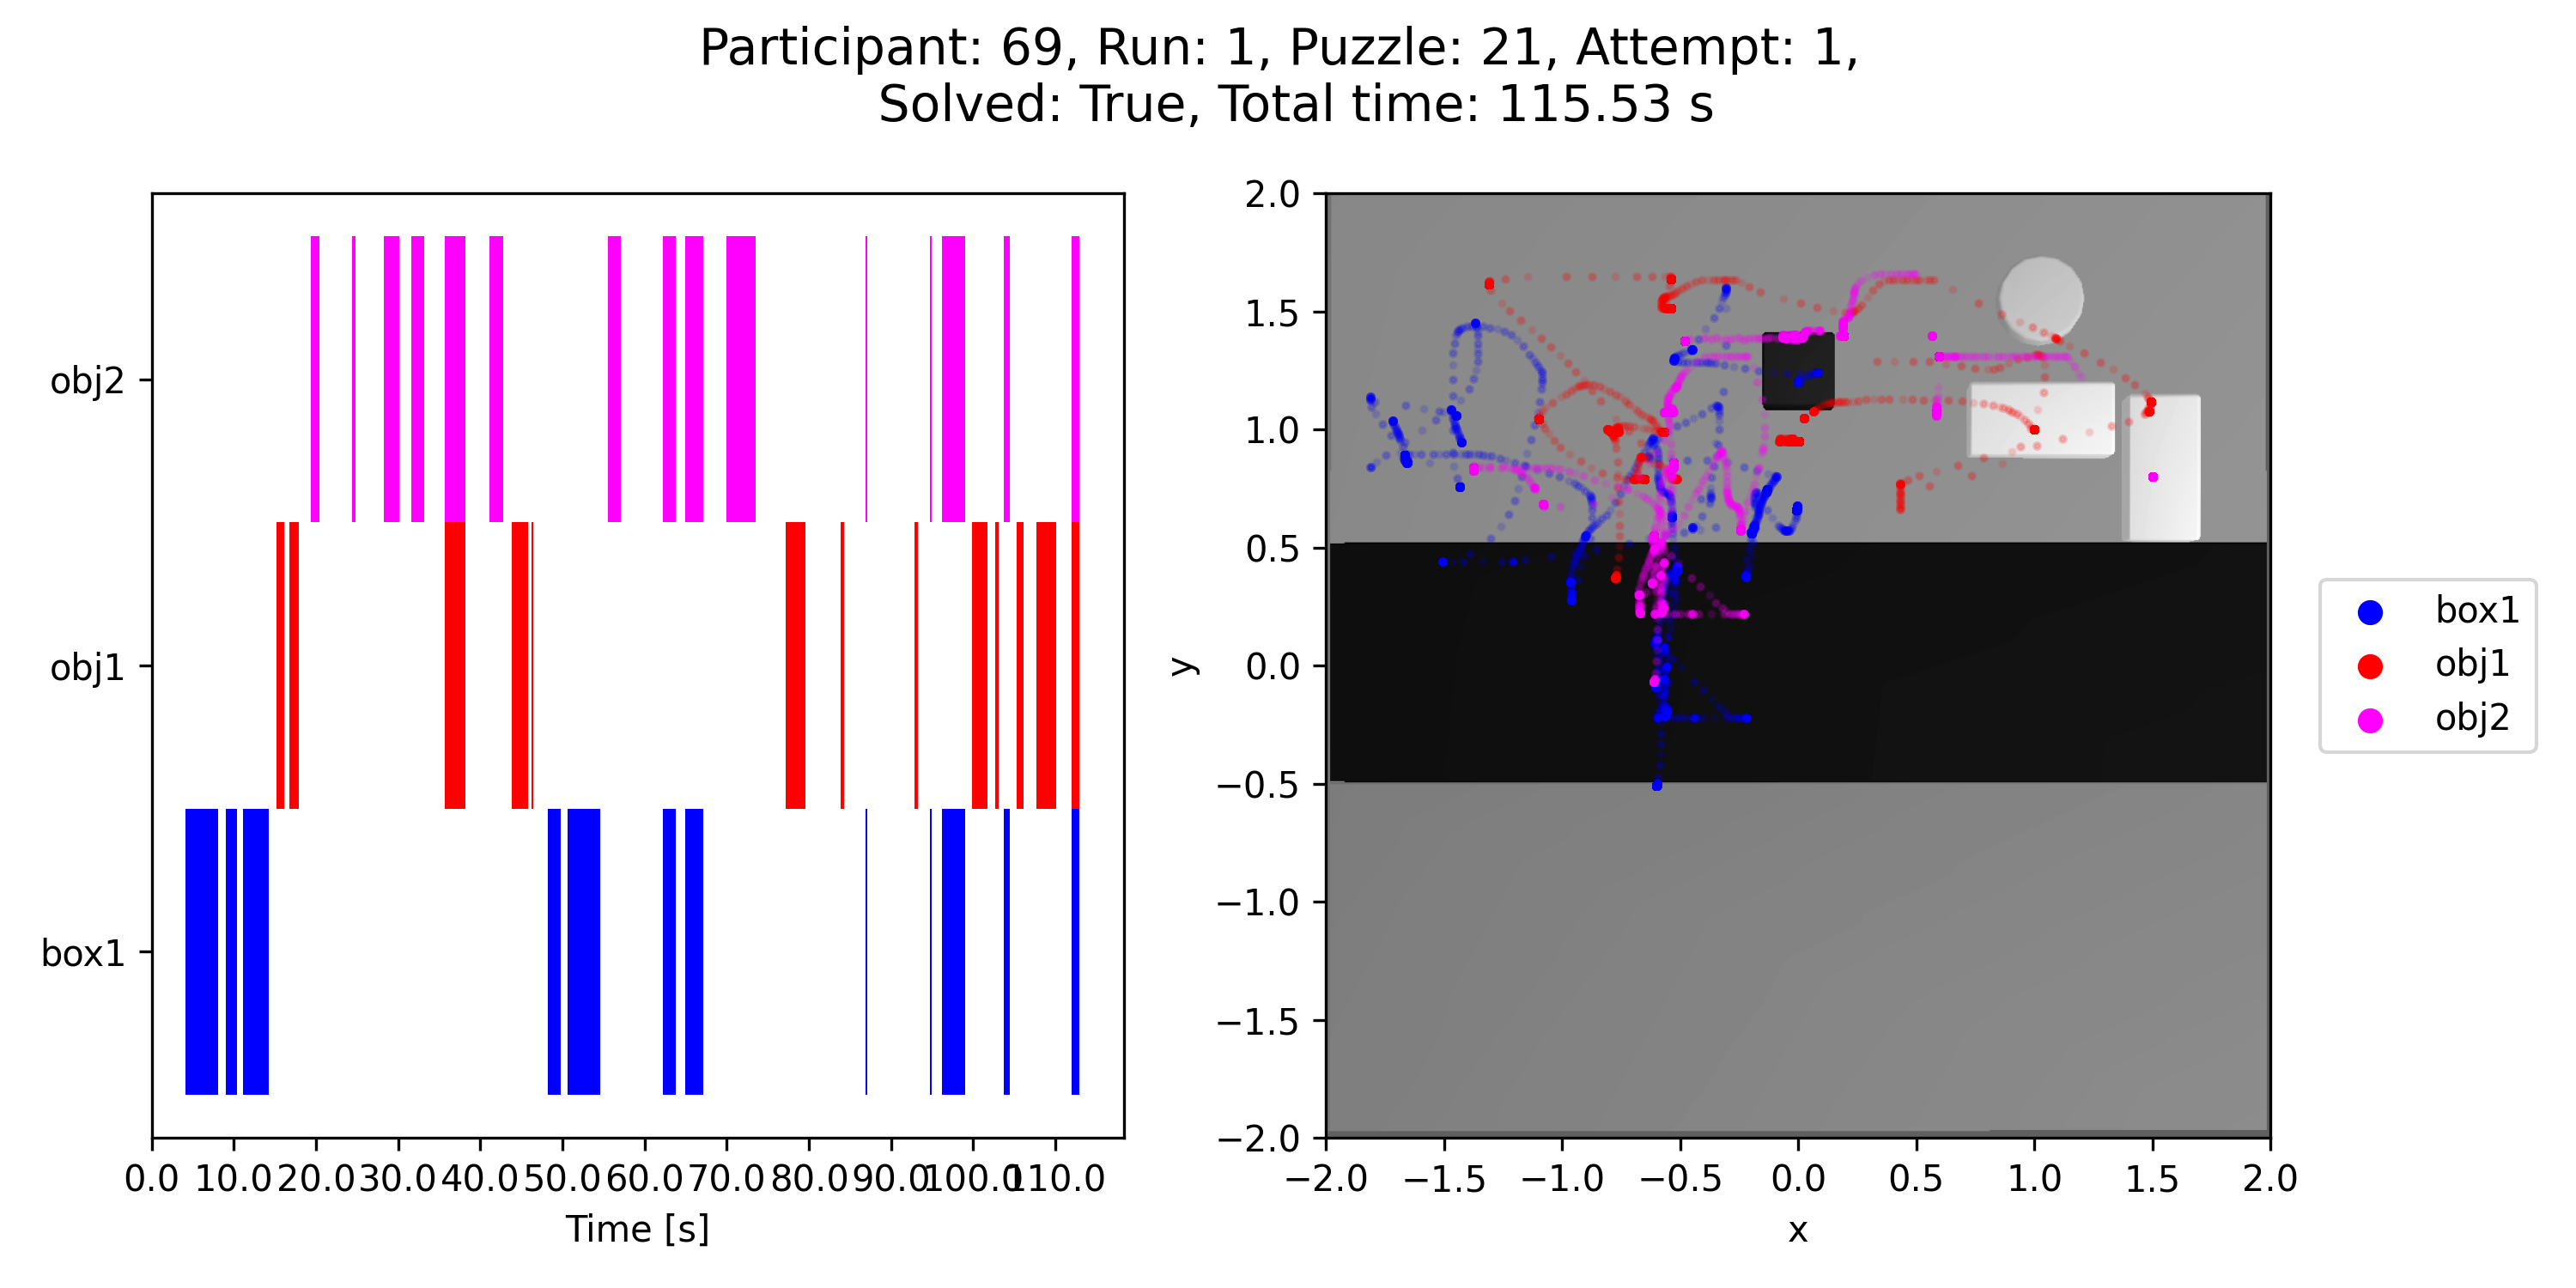 Participant: 69, Run: 1, Puzzle: 21, Attempt: 1,
Solved: True, Total time: 115.53 s
obj2
obj1
box1
0.0 10.0 20.0 30.0 40.0 50.0 60.0 70.0 80.0 90.0 100.0 110.0
Time [s]
2.0
1.5
1.0
0.5
0.0
−0.5
−1.0
−1.5
−2.0
y
−2.0 −1.5 −1.0 −0.5 0.0 0.5 1.0 1.5 2.0
x
box1
obj1
obj2